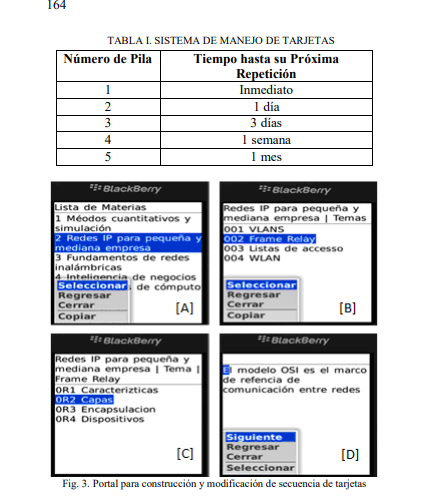 164
TABLA I. SISTEMA DE MANEJO DE TARJETAS
Número de Pila Tiempo hasta su Próxima
Repetición
1 Inmediato
2 1 día
3 3 días
4 1 semana
5 1 mes
BlackBerry
Lista de Materias
1 Méodos cuantitativos y
simulación
2 Redes IP para pequeña y
mediana empresa
3 Fundamentos de redes
inalámbricas
4 Inteligencia de negocios
Seleccionar de cómputo
Regresar
Cerrar
Copiar
[A]
BlackBerry
Redes IP para pequeña y
mediana empresa | Temas
001 VLANS
002 Frame Relay
003 Listas de acceso
004 WLAN
Seleccionar
Regresar
Cerrar
Copiar
[B]
BlackBerry
Redes IP para pequeña y
mediana empresa | Tema |
Frame Relay
0R1 Caracterizticas
0R2 Capas
0R3 Encapsulacion
0R4 Dispositivos
[C]
BlackBerry
El modelo OSI es el marco
de refencia de
comunicación entre redes
Siguiente
Regresar
Cerrar
Seleccionar
[D]
Fig. 3. Portal para construcción y modificación de secuencia de tarjetas